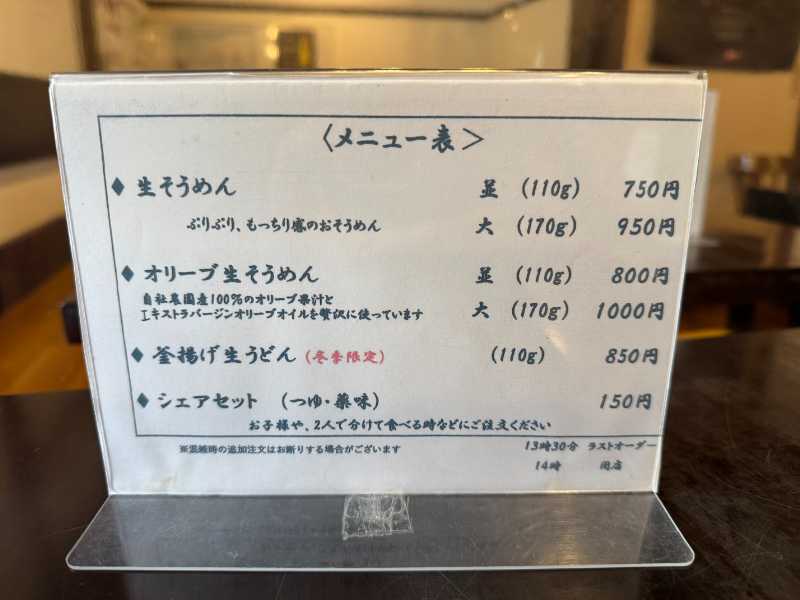 〈メニュー表〉
◆ 生そうめん 並 (110g) 750円
ぷりぷり、もっちり感のおそうめん 大 (170g) 950円
◆ オリーブ生そうめん 並 (110g) 800円
自社農園産100%のオリーブ果汁と
エキストラバージンオリーブオイルを贅沢に使っています 大 (170g) 1000円
◆ 釜揚げ生うどん (冬季限定) (110g) 850円
◆ シェアセット (つゆ・薬味) 150円
お子様や、2人で分けて食べる時などにご注文ください
※混雑時の追加注文はお断りする場合がございます 13時30分 ラストオーダー
14時 閉店